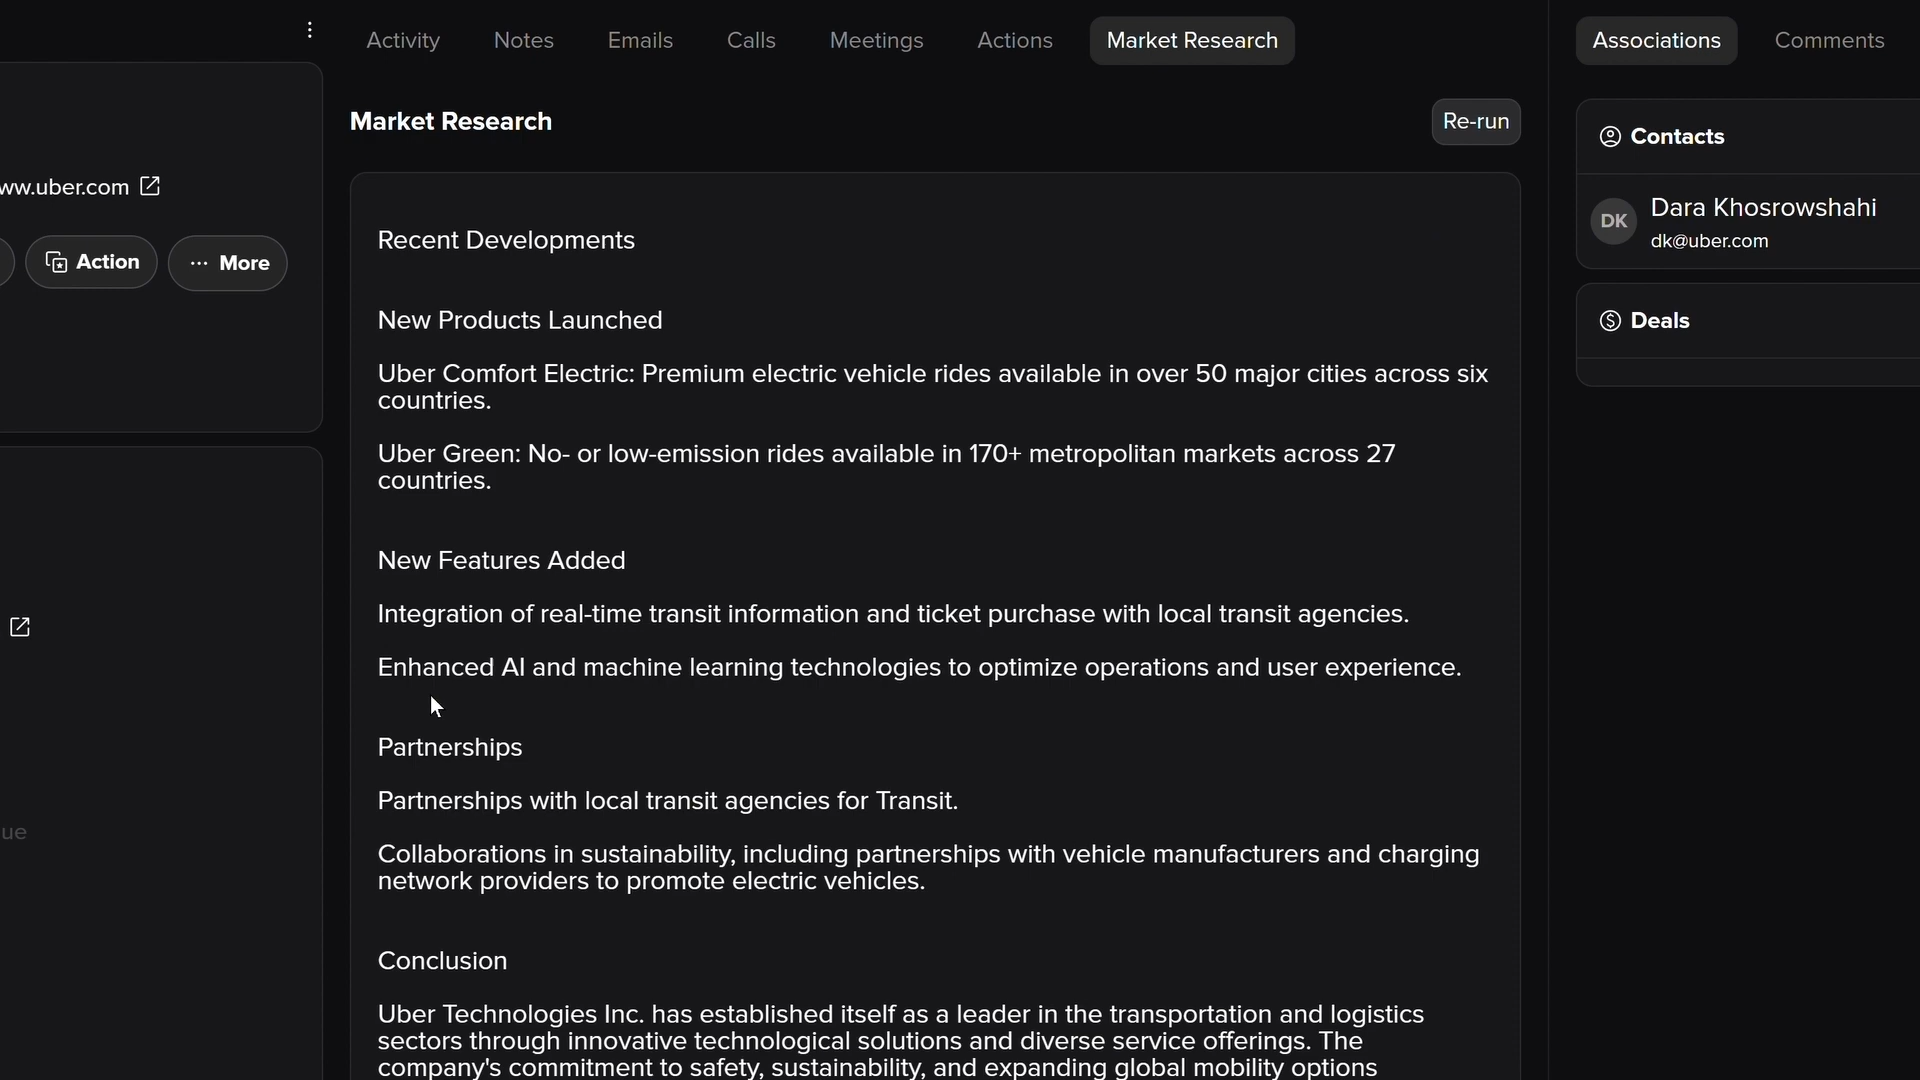 Activity
Notes
Emails
Calls
Meetings
Actions
Market Research
Associations
Comments
Market Research
Re-run
ww.uber.com
Action
More
ue
Recent Developments
New Products Launched
Uber Comfort Electric: Premium electric vehicle rides available in over 50 major cities across six
countries.
Uber Green: No- or low-emission rides available in 170+ metropolitan markets across 27
countries.
New Features Added
Integration of real-time transit information and ticket purchase with local transit agencies.
Enhanced AI and machine learning technologies to optimize operations and user experience.
Partnerships
Partnerships with local transit agencies for Transit.
Collaborations in sustainability, including partnerships with vehicle manufacturers and charging
network providers to promote electric vehicles.
Conclusion
Uber Technologies Inc. has established itself as a leader in the transportation and logistics
sectors through innovative technological solutions and diverse service offerings. The
company's commitment to safety, sustainability, and expanding global mobility options
Contacts
DK
Dara Khosrowshahi
dk@uber.com
Deals